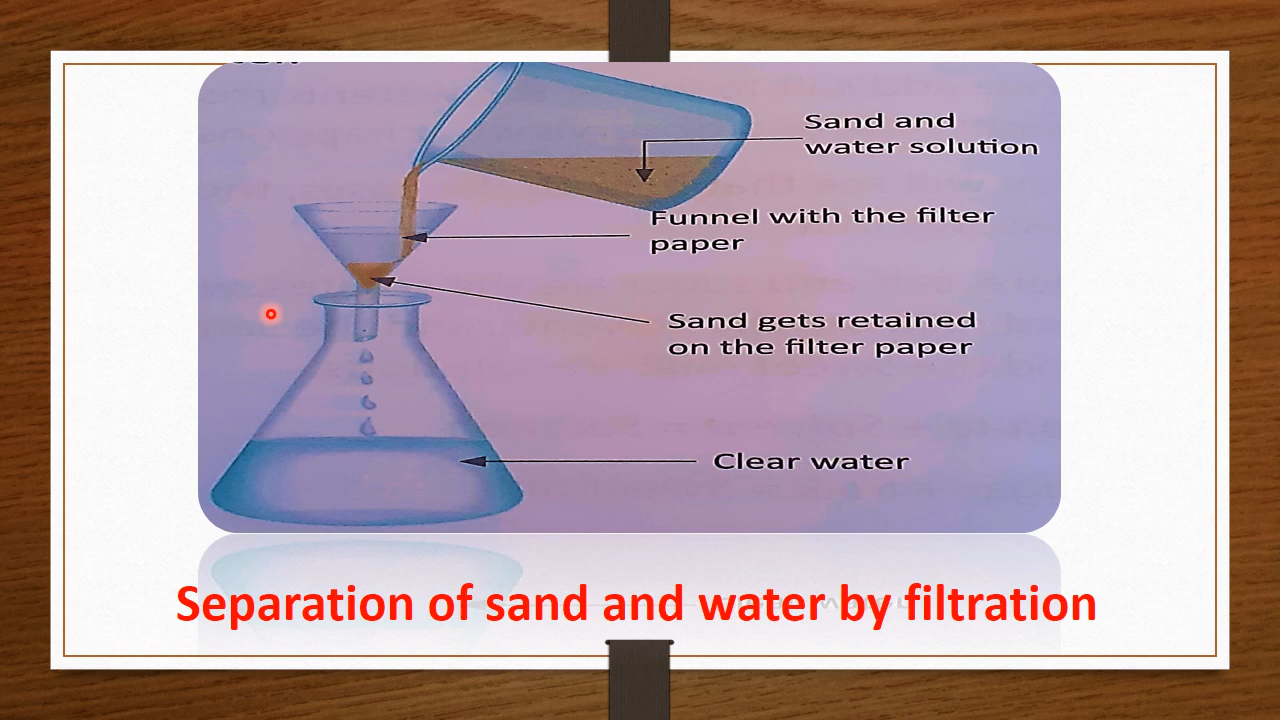 Sand and
water solution
Funnel with the filter
paper
Sand gets retained
on the filter paper
Clear water
Separation of sand and water by filtration